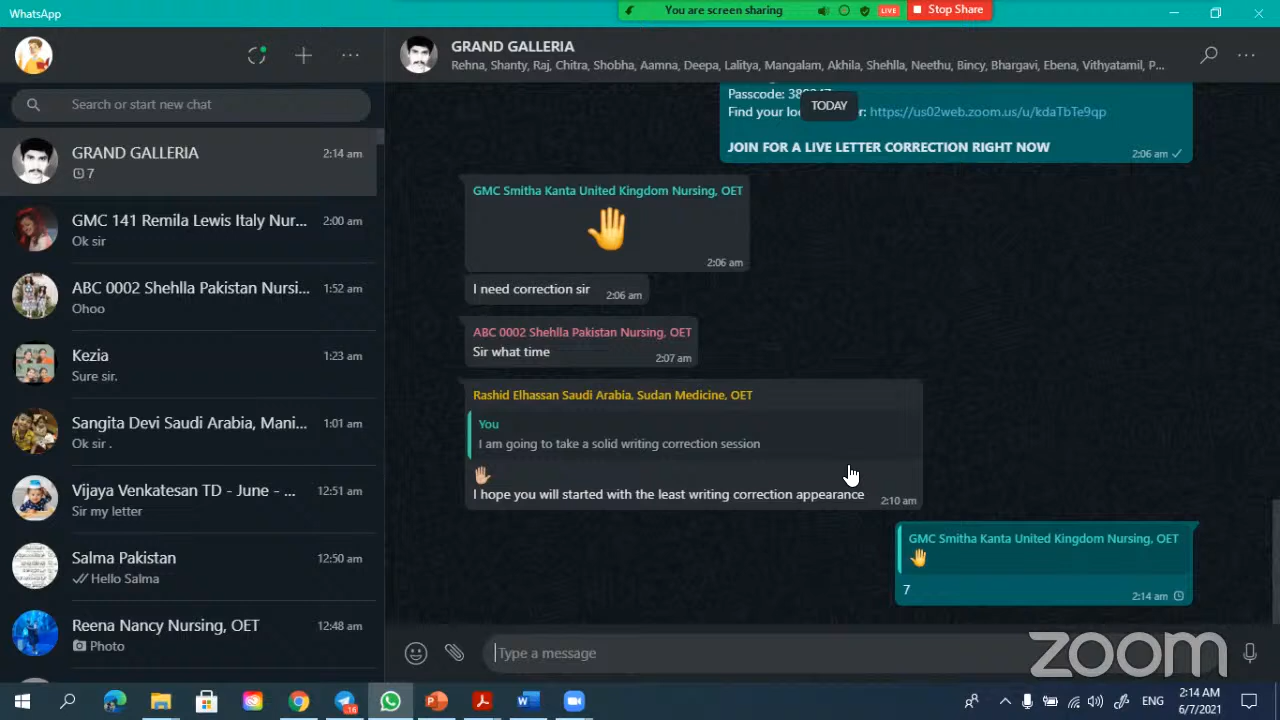 WhatsApp
You are screen sharing
LIVE
Stop Share
GRAND GALLERIA
Rehna, Shanty, Raj, Chitra, Shobha, Aamna, Deepa, Lalitya, Mangalam, Akhila, Shehlla, Neethu, Bincy, Bhargavi, Ebena, Vithyatamil, P...
Search or start new chat
GRAND GALLERIA
2:14 am
7
GMC 141 Remila Lewis Italy Nur...
2:00 am
Ok sir
ABC 0002 Shehlla Pakistan Nursi...
1:52 am
Ohoo
Kezia
1:23 am
Sure sir.
Sangita Devi Saudi Arabia, Mani...
1:01 am
Ok sir .
Vijaya Venkatesan TD - June - ...
12:51 am
Sir my letter
Salma Pakistan
12:50 am
Hello Salma
Reena Nancy Nursing, OET
12:48 am
Photo
Passcode:
TODAY
Find your
https://us02web.zoom.us/u/kdaTbTe9qp
JOIN FOR A LIVE LETTER CORRECTION RIGHT NOW
2:06 am
GMC Smitha Kanta United Kingdom Nursing, OET
2:06 am
I need correction sir
2:06 am
ABC 0002 Shehlla Pakistan Nursing, OET
Sir what time
2:07 am
Rashid Elhassan Saudi Arabia, Sudan Medicine, OET
You
I am going to take a solid writing correction session
I hope you will started with the least writing correction appearance
2:10 am
GMC Smitha Kanta United Kingdom Nursing, OET
7
2:14 am
Type a message
zoom
16
ENG
2:14 AM
6/7/2021